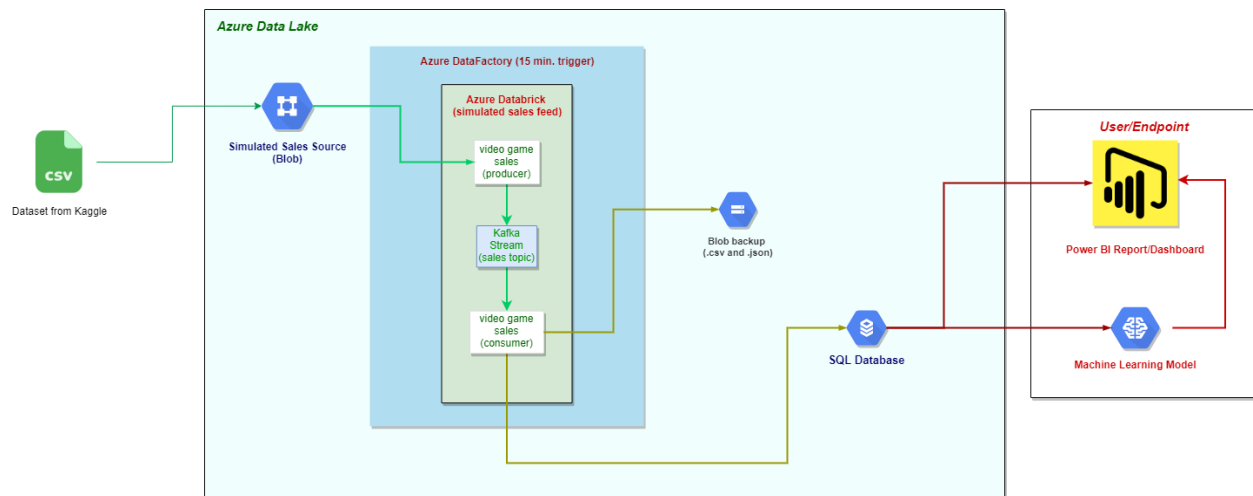 Azure Data Lake
Azure DataFactory (15 min. trigger)
Azure Databrick
(simulated sales feed)
User/Endpoint
csv
Dataset from Kaggle
Simulated Sales Source
(Blob)
video game
sales
(producer)
Kafka
Stream
(sales topic)
video game
sales
(consumer)
Blob backup
(.csv and .json)
SQL Database
Power BI Report/Dashboard
Machine Learning Model